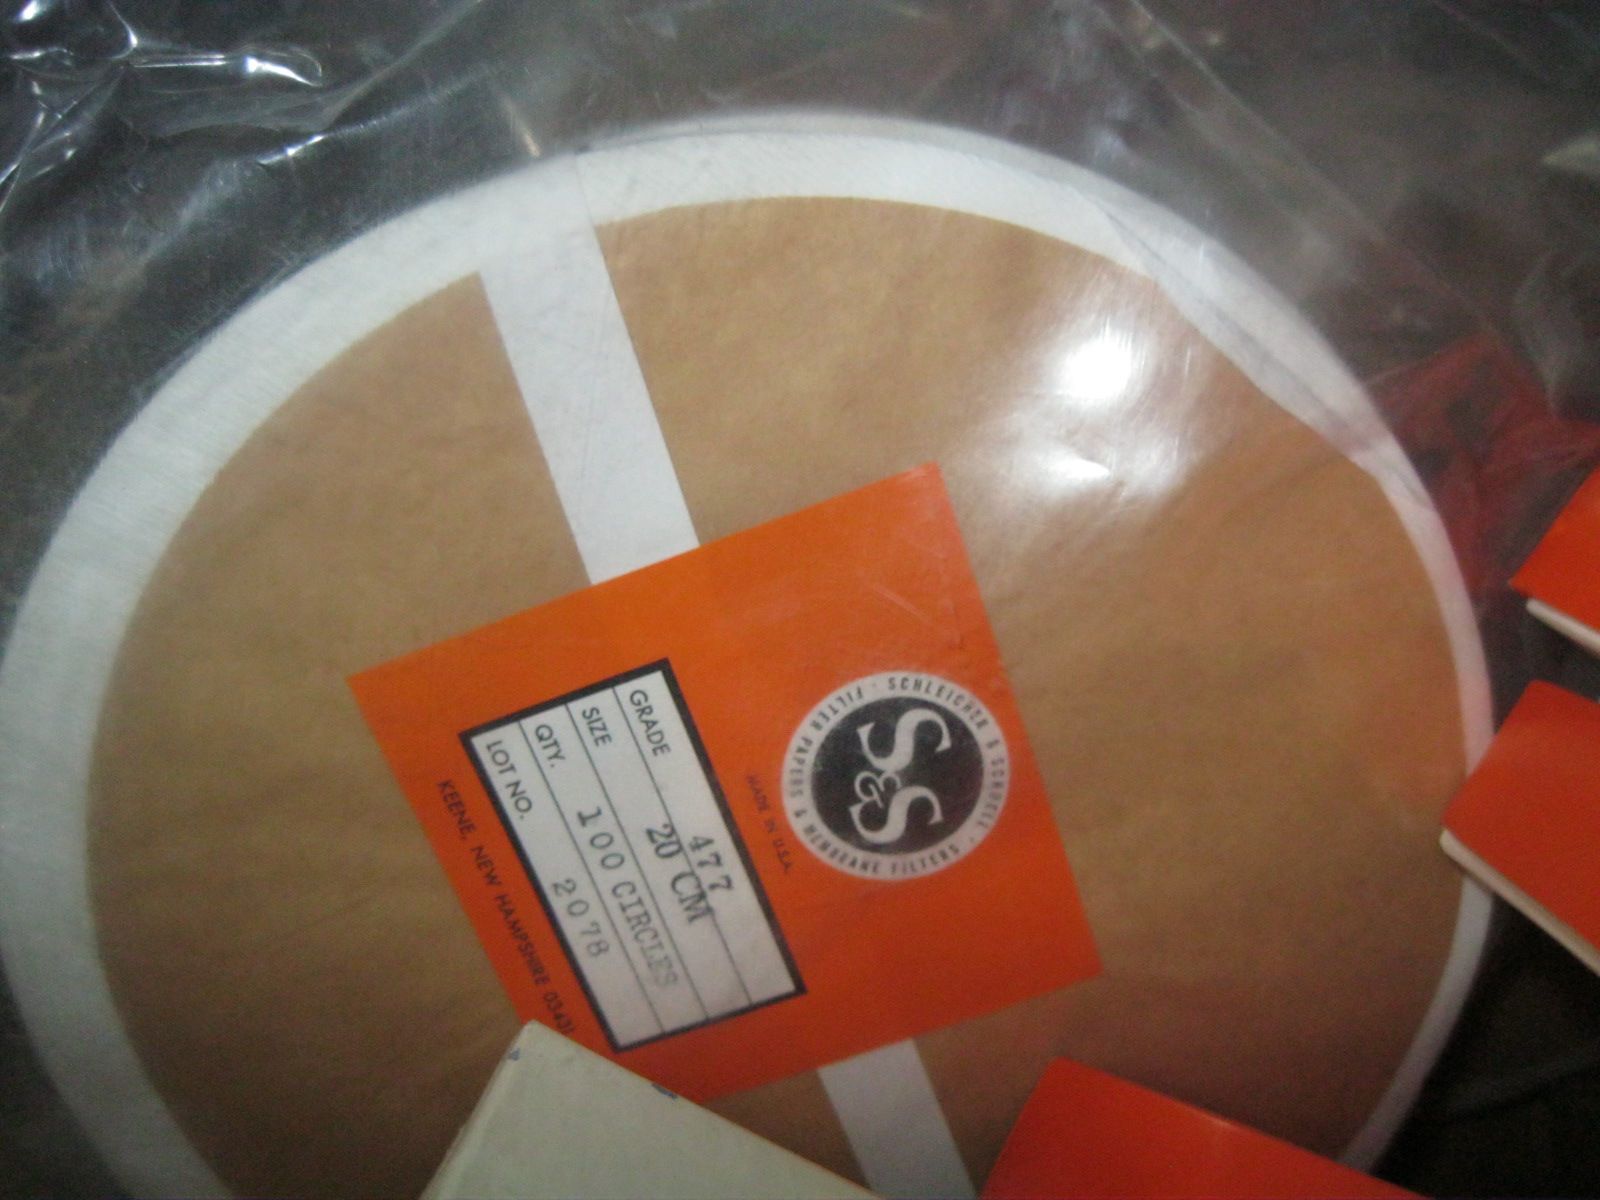 SCHLEICHER & SCHUELL · FILTER PAPERS & MEMBRANE FILTERS ·
S&S
MADE IN U.S.A.
GRADE 477
SIZE 20 CM
QTY. 100 CIRCLES
LOT NO. 2078
KEENE, NEW HAMPSHIRE 03431